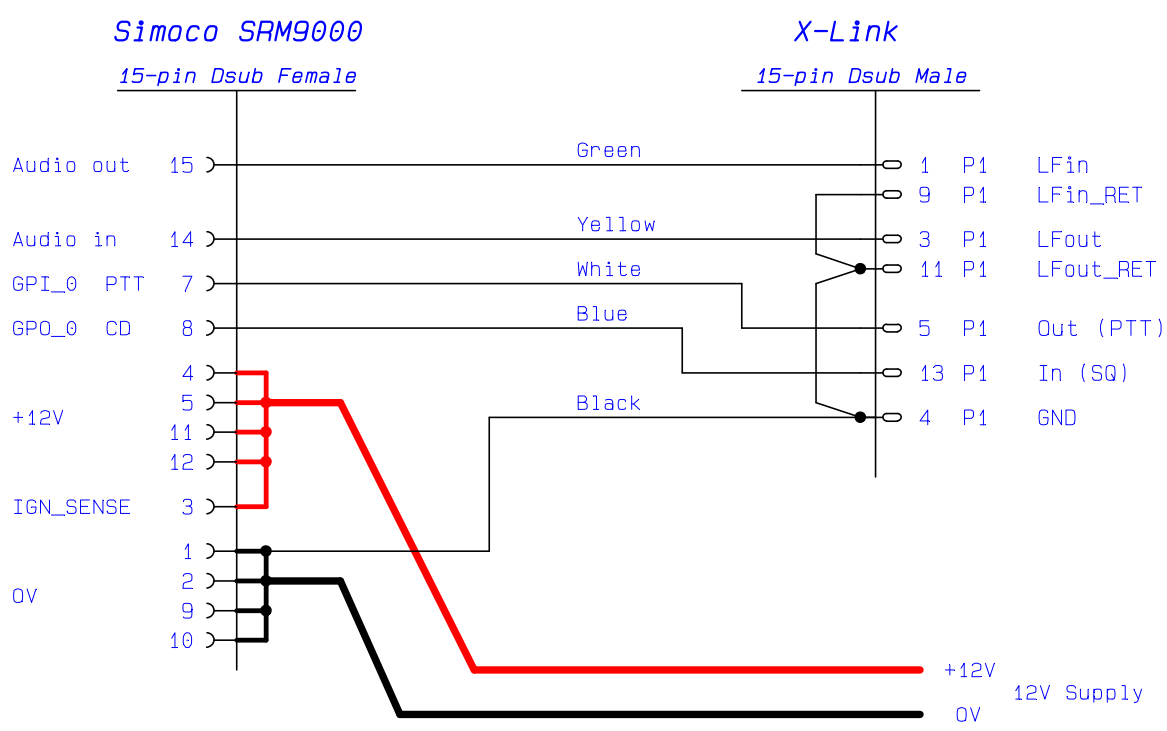 Simoco SRM9000 X-Link
15-pin Dsub Female 15-pin Dsub Male
Green
Audio out 15 1 P1 LFin
9 P1 LFin_RET
Yellow
Audio in 14 3 P1 LFout
White 11 P1 LFout_RET
GPI_0 PTT 7
Blue
GPO_0 CD 8 5 P1 Out (PTT)
4 13 P1 In (SQ)
5 Black
+12V 4 P1 GND
11
12
IGN_SENSE 3
1
2
0V
9
10
+12V
12V Supply
0V